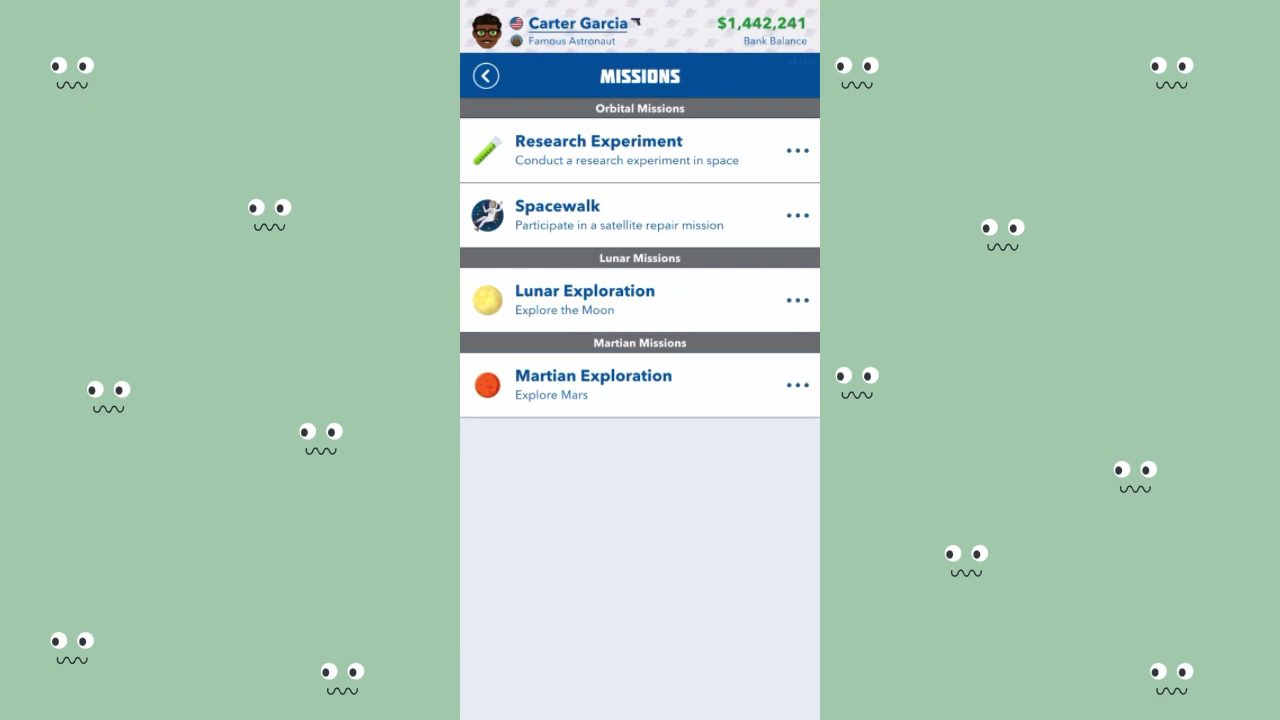 Carter Garcia
$1,442,241
Famous Astronaut
Bank Balance
MISSIONS
Orbital Missions
Research Experiment
Conduct a research experiment in space
Spacewalk
Participate in a satellite repair mission
Lunar Missions
Lunar Exploration
Explore the Moon
Martian Missions
Martian Exploration
Explore Mars